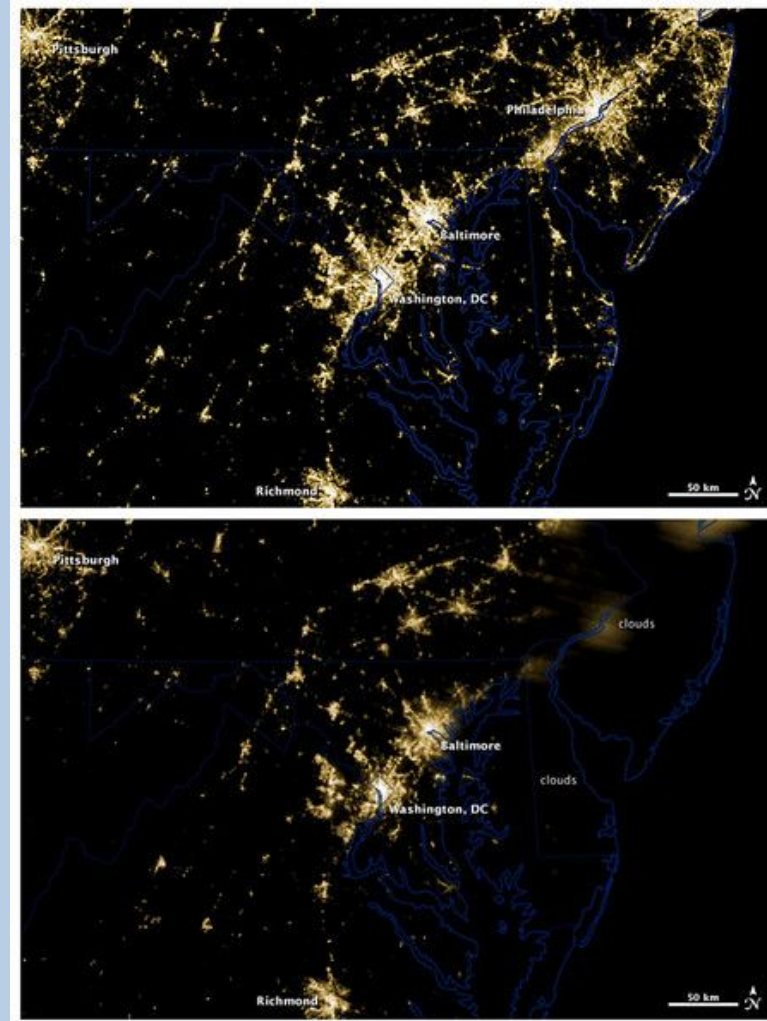 Pittsburgh
Philadelphia
Baltimore
Washington, DC
Richmond
50 km
N
Pittsburgh
clouds
Baltimore
clouds
Washington, DC
Richmond
50 km
N